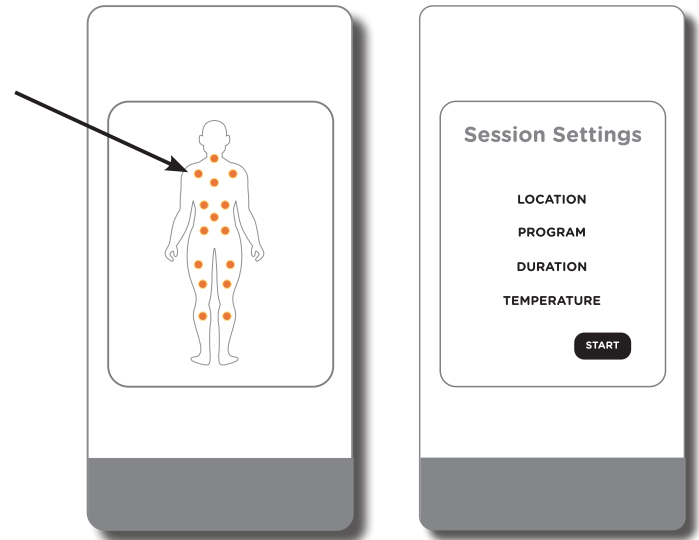 Session Settings
LOCATION
PROGRAM
DURATION
TEMPERATURE
START